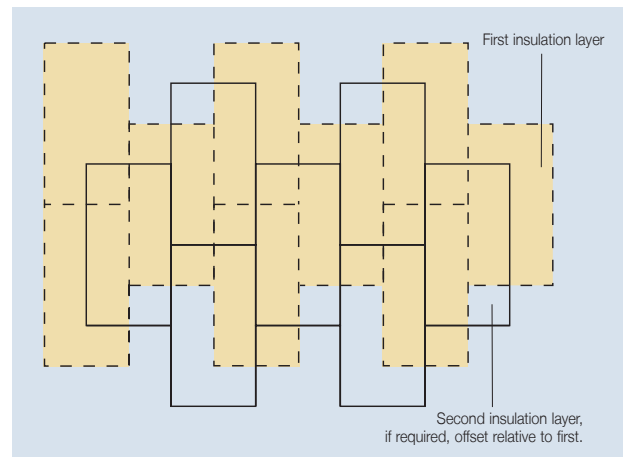 First insulation layer
Second insulation layer,
if required, offset relative to first.